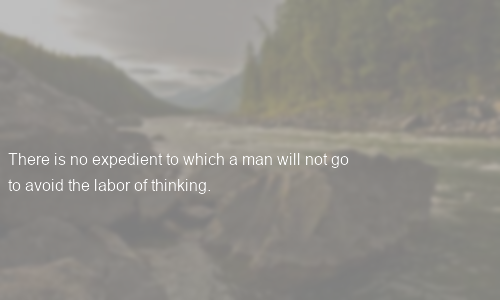 There is no expedient to which a man will not go
to avoid the labor of thinking.